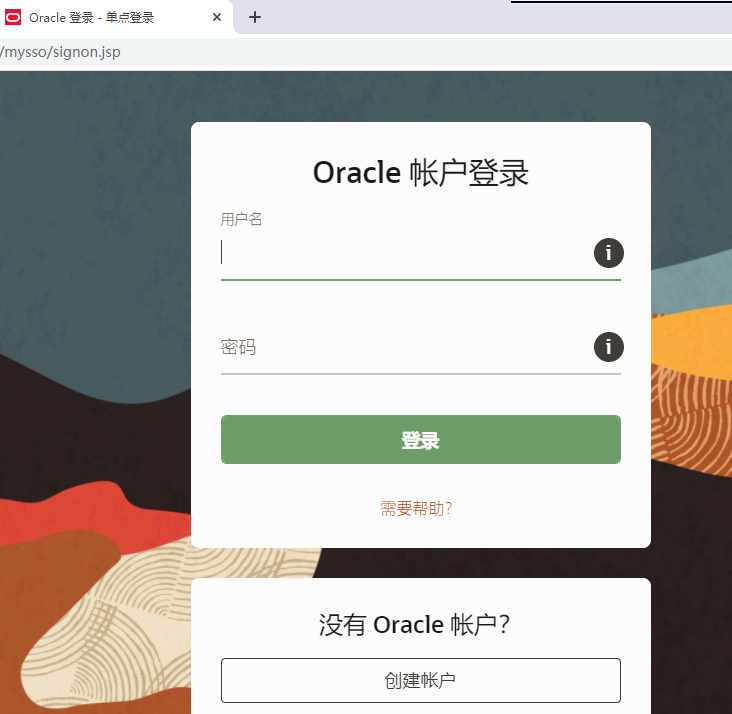 Oracle 登录 - 单点登录
/mysso/signon.jsp
Oracle 帐户登录
用户名
密码
登录
需要帮助?
没有 Oracle 帐户?
创建帐户